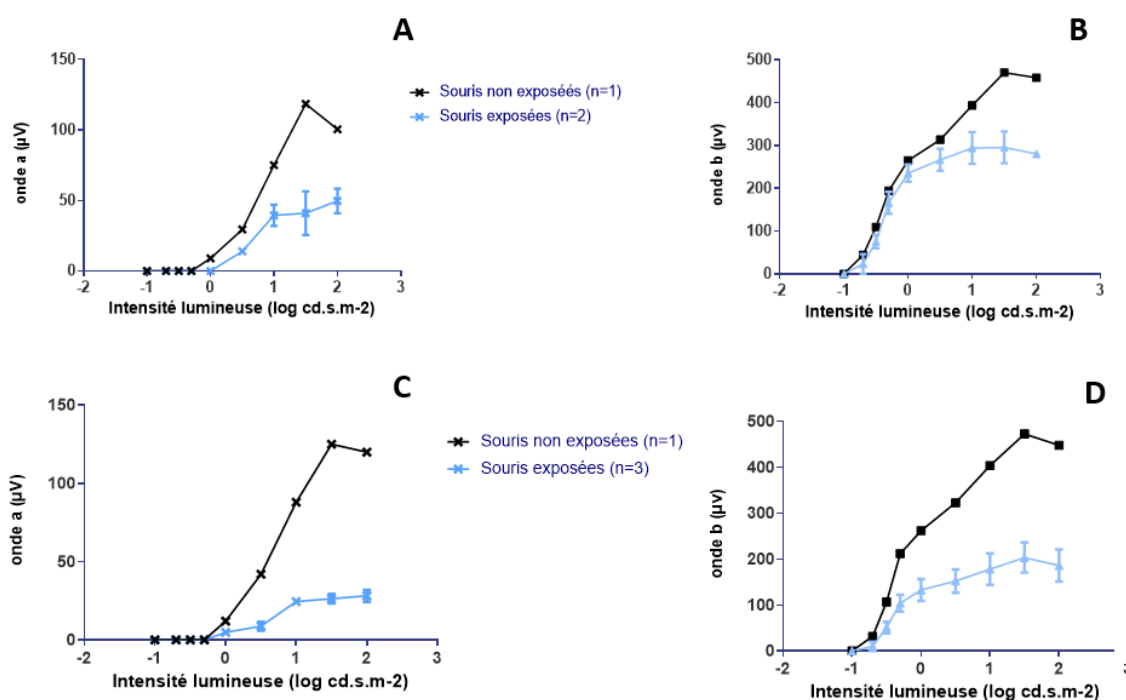 A
150
100
50
0
onde a (µV)
-2
-1
0
1
2
3
Intensité lumineuse (log cd.s.m-2)
Souris non exposéés (n=1)
Souris exposées (n=2)
B
500
400
300
200
100
0
onde b (µv)
-2
-1
0
1
2
3
Intensité lumineuse (log cd.s.m-2)
C
150
100
50
0
onde a (µV)
-2
-1
0
1
2
3
Intensité lumineuse (log cd.s.m-2)
Souris non exposées (n=1)
Souris exposées (n=3)
D
500
400
300
200
100
0
onde b (µv)
-2
-1
0
1
2
3
Intensité lumineuse (log cd.s.m-2)